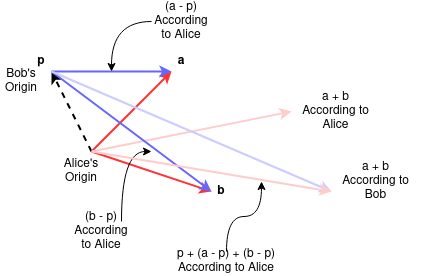 (a - p)
According
to Alice
p
a
Bob's
Origin
a + b
According to
Alice
Alice's
Origin
a + b
According to
Bob
b
(b - p)
According
to Alice
p + (a - p) + (b - p)
According to Alice